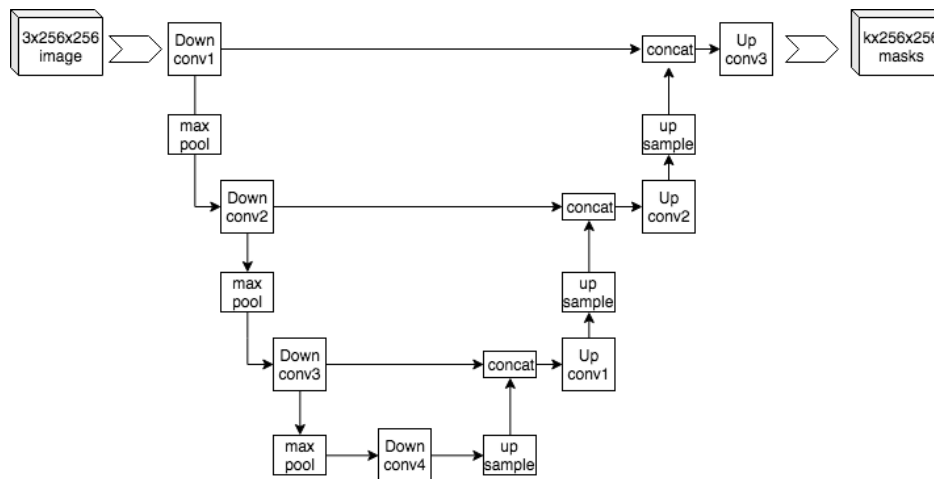 3x256x256
image
Down
conv1
concat
Up
conv3
kx256x256
masks
max
pool
up
sample
Down
conv2
concat
Up
conv2
max
pool
up
sample
Down
conv3
concat
Up
conv1
max
pool
Down
conv4
up
sample